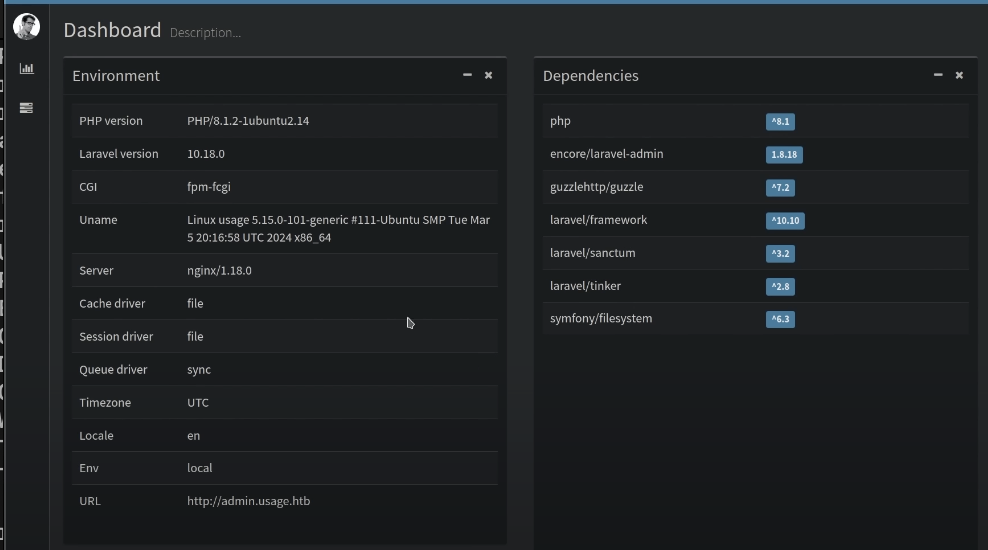 Dashboard Description...
Environment
PHP version PHP/8.1.2-1ubuntu2.14
Laravel version 10.18.0
CGI fpm-fcgi
Uname Linux usage 5.15.0-101-generic #111-Ubuntu SMP Tue Mar
5 20:16:58 UTC 2024 x86_64
Server nginx/1.18.0
Cache driver file
Session driver file
Queue driver sync
Timezone UTC
Locale en
Env local
URL http://admin.usage.htb
Dependencies
php ^8.1
encore/laravel-admin 1.8.18
guzzlehttp/guzzle ^7.2
laravel/framework ^10.10
laravel/sanctum ^3.2
laravel/tinker ^2.8
symfony/filesystem ^6.3